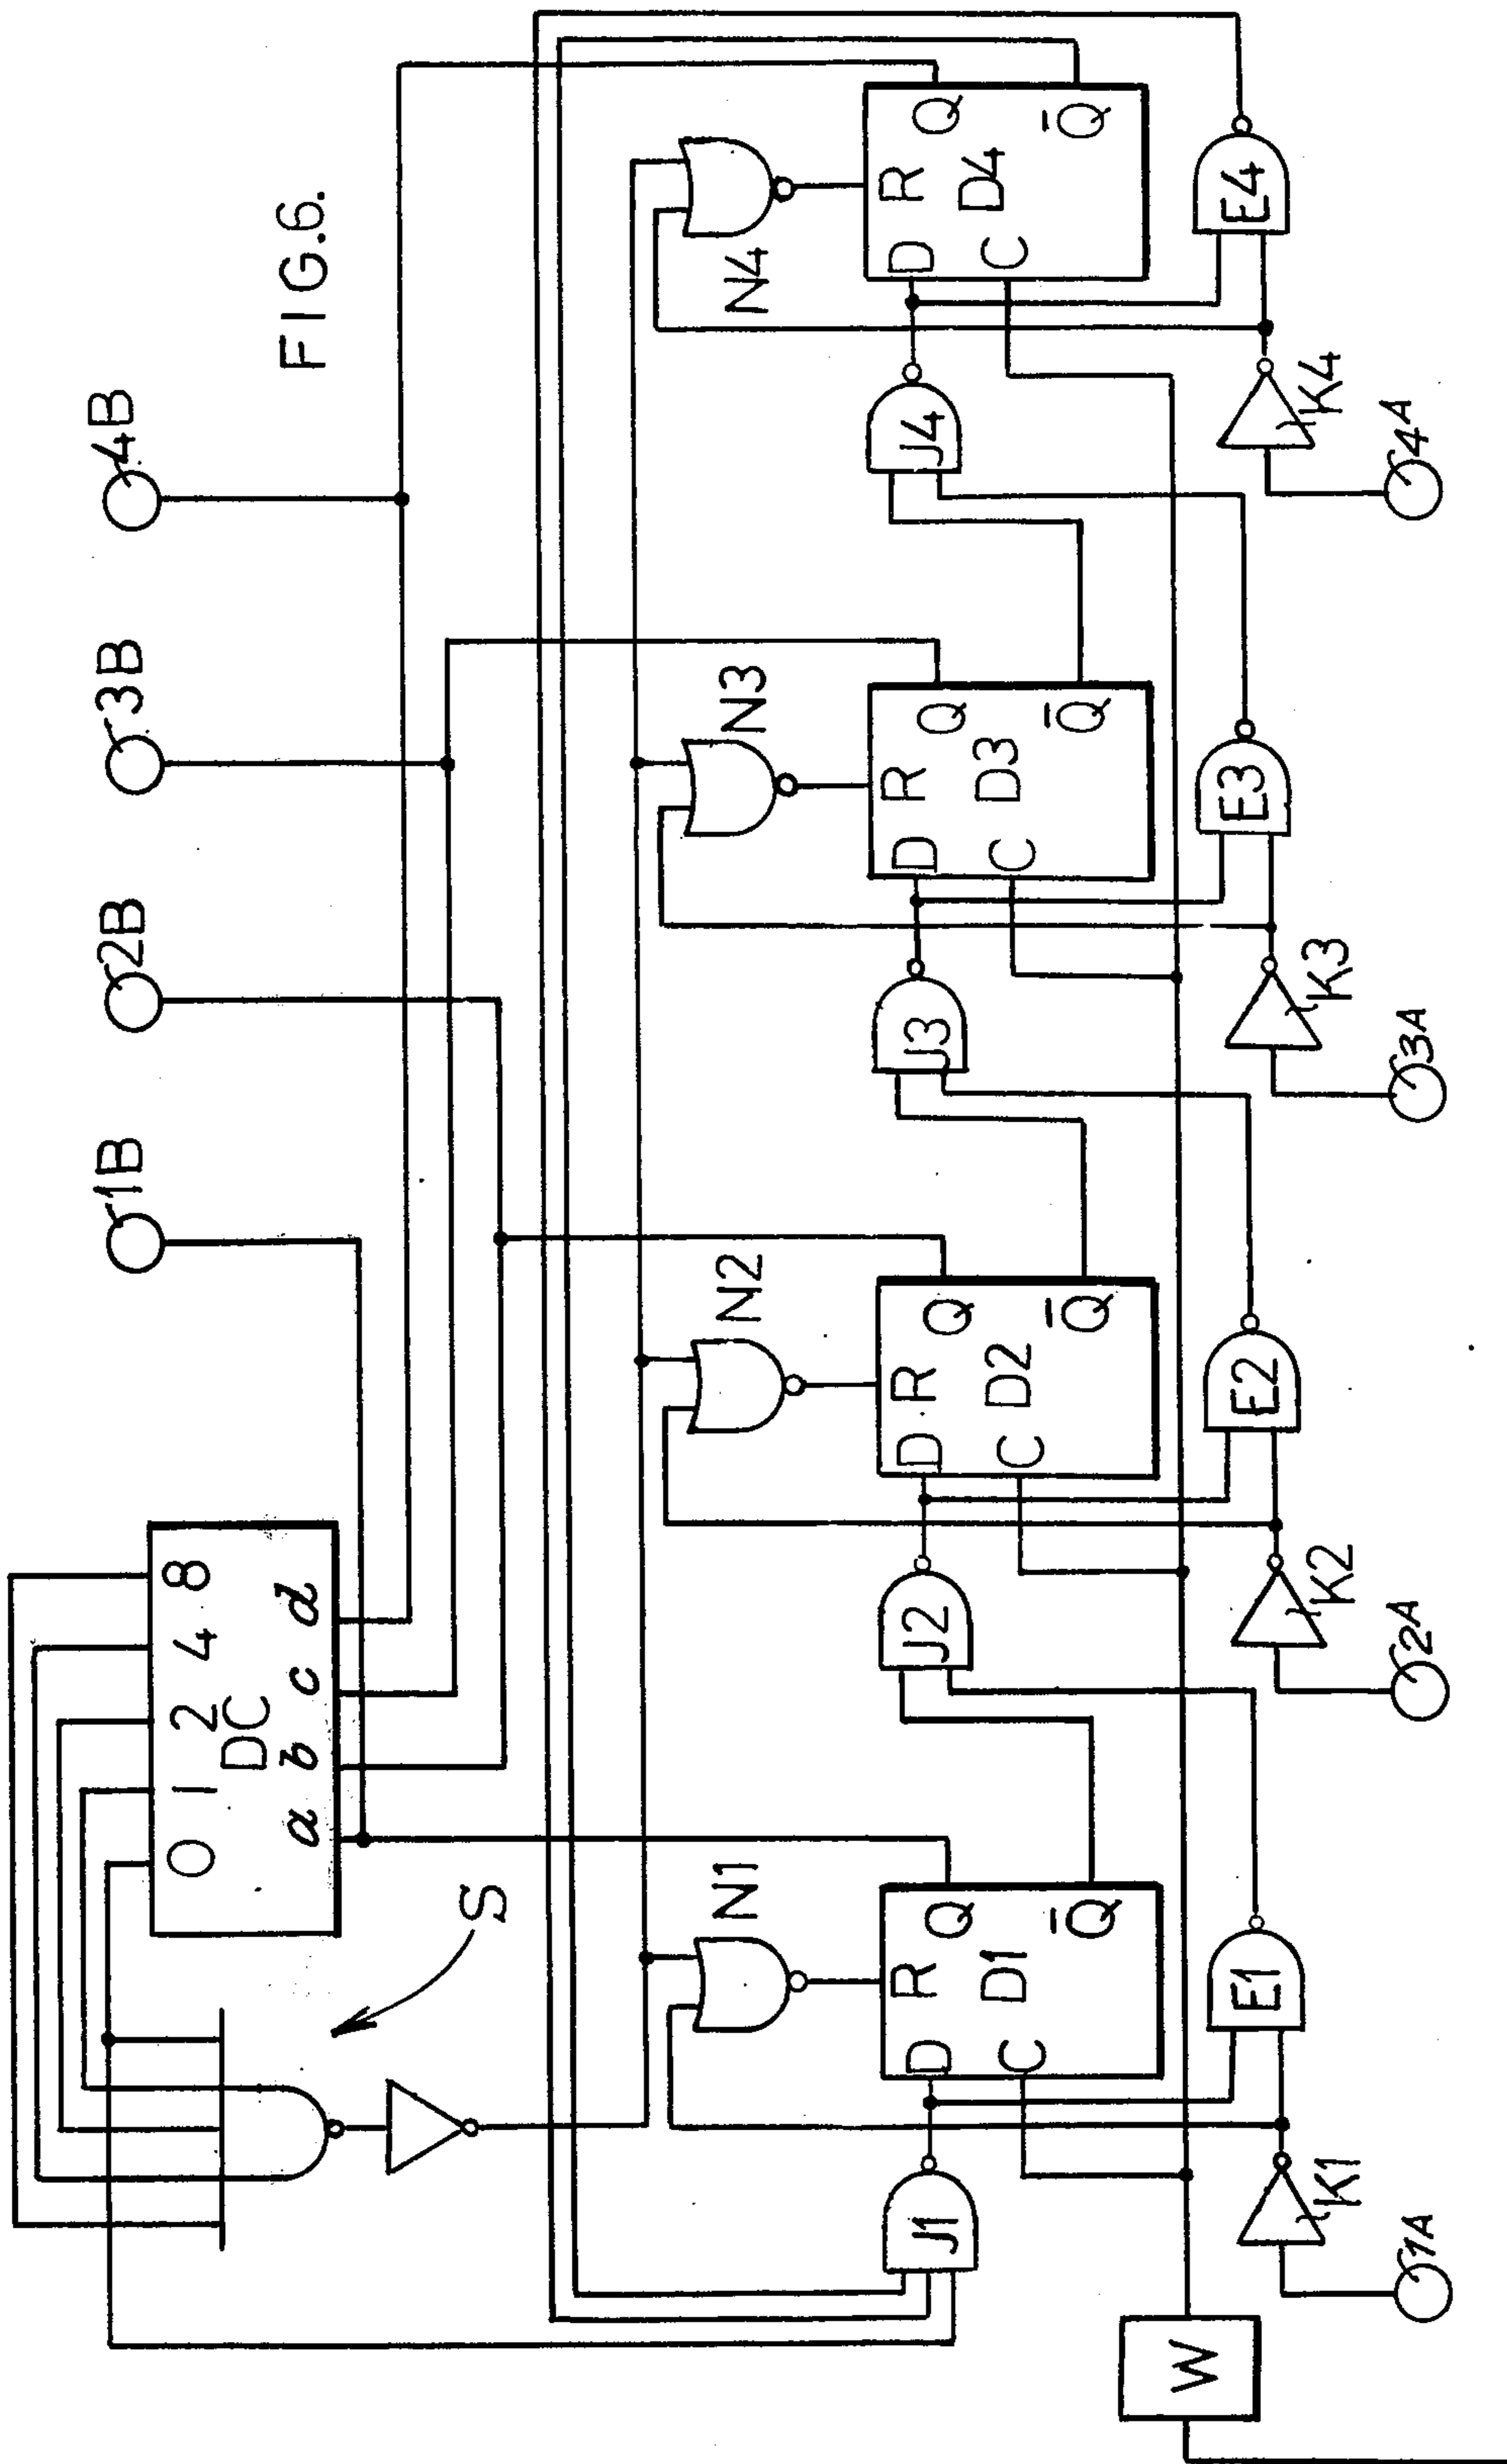 FIG.6.
1B
2B
3B
4B
0 1 2 4 8
DC
a b c d
S
N1
N2
N3
N4
R
D
Q
D1
C
Q̅
R
D
Q
D2
C
Q̅
R
D
Q
D3
C
Q̅
R
D
Q
D4
C
Q̅
J1
J2
J3
J4
E1
E2
E3
E4
W
K1
K2
K3
K4
1A
2A
3A
4A